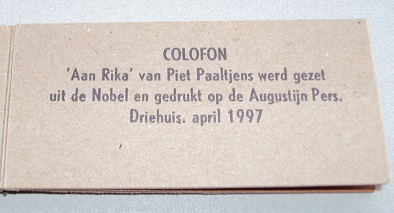 COLOFON
'Aan Rika' van Piet Paaltjens werd gezet
uit de Nobel en gedrukt op de Augustijn Pers.
Driehuis. april 1997